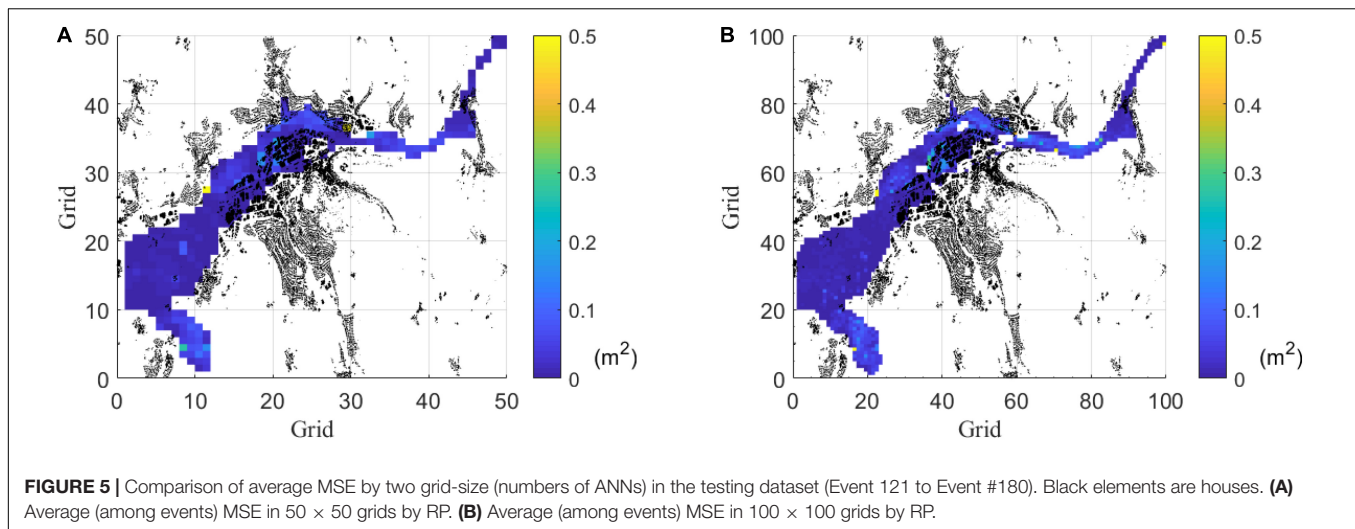 A
50
40
30
20
10
0
Grid
0 10 20 30 40 50
Grid
0.5
0.4
0.3
0.2
0.1
0
(m²)
B
100
80
60
40
20
0
Grid
0 20 40 60 80 100
Grid
0.5
0.4
0.3
0.2
0.1
0
(m²)
FIGURE 5 | Comparison of average MSE by two grid-size (numbers of ANNs) in the testing dataset (Event 121 to Event #180). Black elements are houses. (A)
Average (among events) MSE in 50 × 50 grids by RP. (B) Average (among events) MSE in 100 × 100 grids by RP.